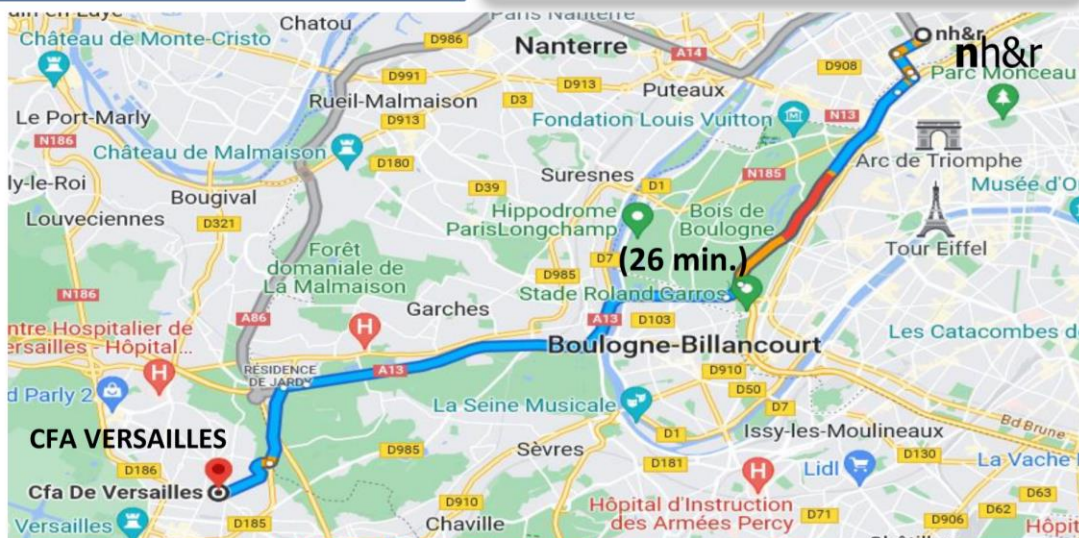 Château de Monte-Cristo
Chatou
D986
Paris Nanterre
Nanterre
A14
nh&r
nh&r
D908
Parc Monceau
D991
D913
Puteaux
D3
Rueil-Malmaison
Le Port-Marly
D913
Fondation Louis Vuitton
N13
N186
Château de Malmaison
D180
Arc de Triomphe
ly-le-Roi
Bougival
Suresnes
N185
D39
D1
Musée d'O
Louveciennes
D321
Hippodrome
ParisLongchamp
Bois de
Boulogne
Tour Eiffel
Forêt
domaniale de
La Malmaison
D7
(26 min.)
D985
Stade Roland Garros
N186
Garches
A86
A13
D103
Les Catacombes d
entre Hospitalier de
ersailles - Hôpital...
Boulogne-Billancourt
RÉSIDENCE
DE JARDY
A13
D910
D50
d Parly 2
La Seine Musicale
D7
Bd Brune
CFA VERSAILLES
D1
Issy-les-Moulineaux
Sèvres
D985
D130
D186
D181
Lidl
La Vache
Cfa De Versailles
Hôpital d'Instruction
des Armées Percy
D63
Versailles
D185
D910
Chaville
D71
D906
D62
Hôpit